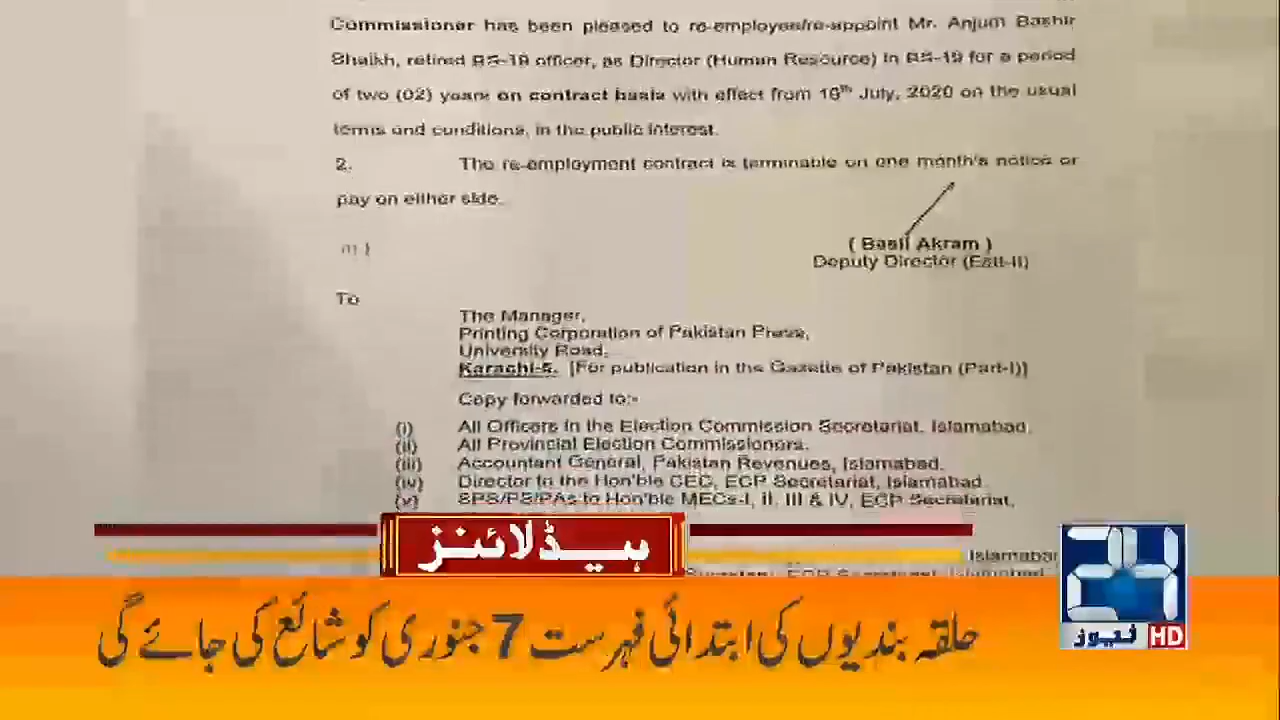 Commissioner has been pleased to re-employee/re-appoint Mr. Anjum Bashir
Shaikh, retired BS-19 officer, as Director (Human Resource) in BS-19 for a period
of two (02) years on contract basis with effect from 16th July, 2020 on the usual
terms and conditions, in the public interest.
2. The re-employment contract is terminable on one month's notice or
pay on either side.
( Basil Akram )
Deputy Director (Estt-II)
To
The Manager,
Printing Corporation of Pakistan Press,
University Road,
Karachi-5. [For publication in the Gazette of Pakistan (Part-I)]
Copy forwarded to:-
(i) All Officers in the Election Commission Secretariat, Islamabad.
(ii) All Provincial Election Commissioners.
(iii) Accountant General, Pakistan Revenues, Islamabad.
(iv) Director to the Hon'ble CEC, ECP Secretariat, Islamabad.
(v) SPS/PS/PAs to Hon'ble MECs-I, II, III & IV, ECP Secretariat,
ہیڈلائنز
24
نیوز HD
حلقہ بندیوں کی ابتدائی فہرست 7 جنوری کو شائع کی جائے گی